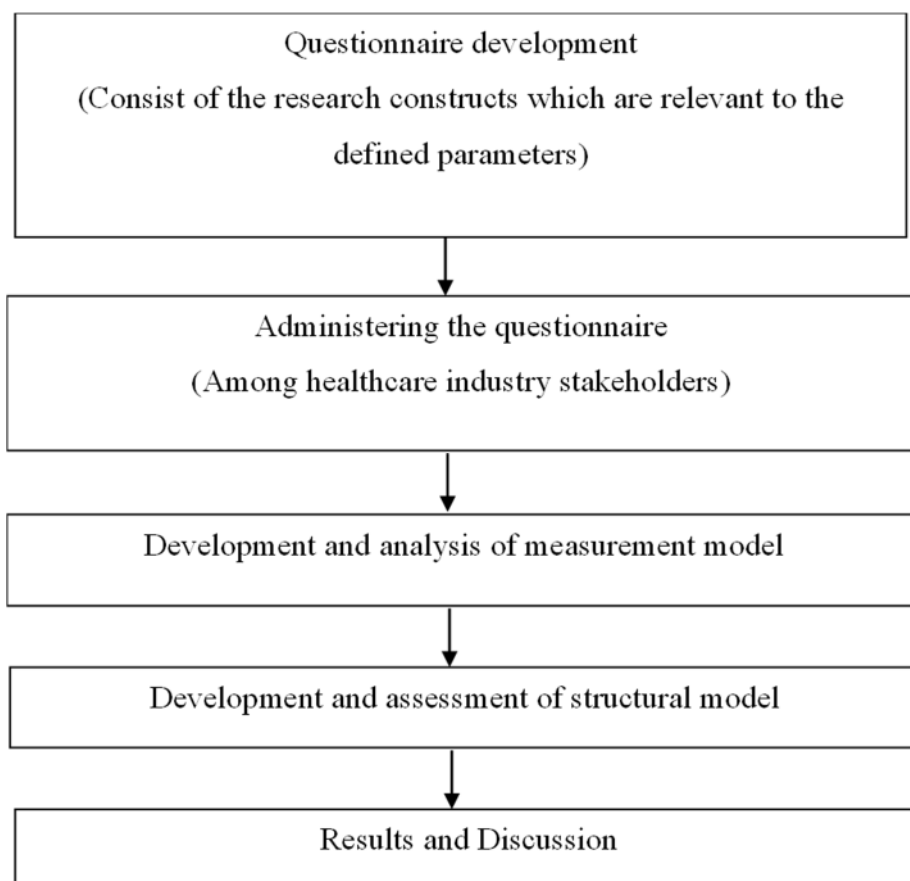 Questionnaire development
(Consist of the research constructs which are relevant to the
defined parameters)
Administering the questionnaire
(Among healthcare industry stakeholders)
Development and analysis of measurement model
Development and assessment of structural model
Results and Discussion